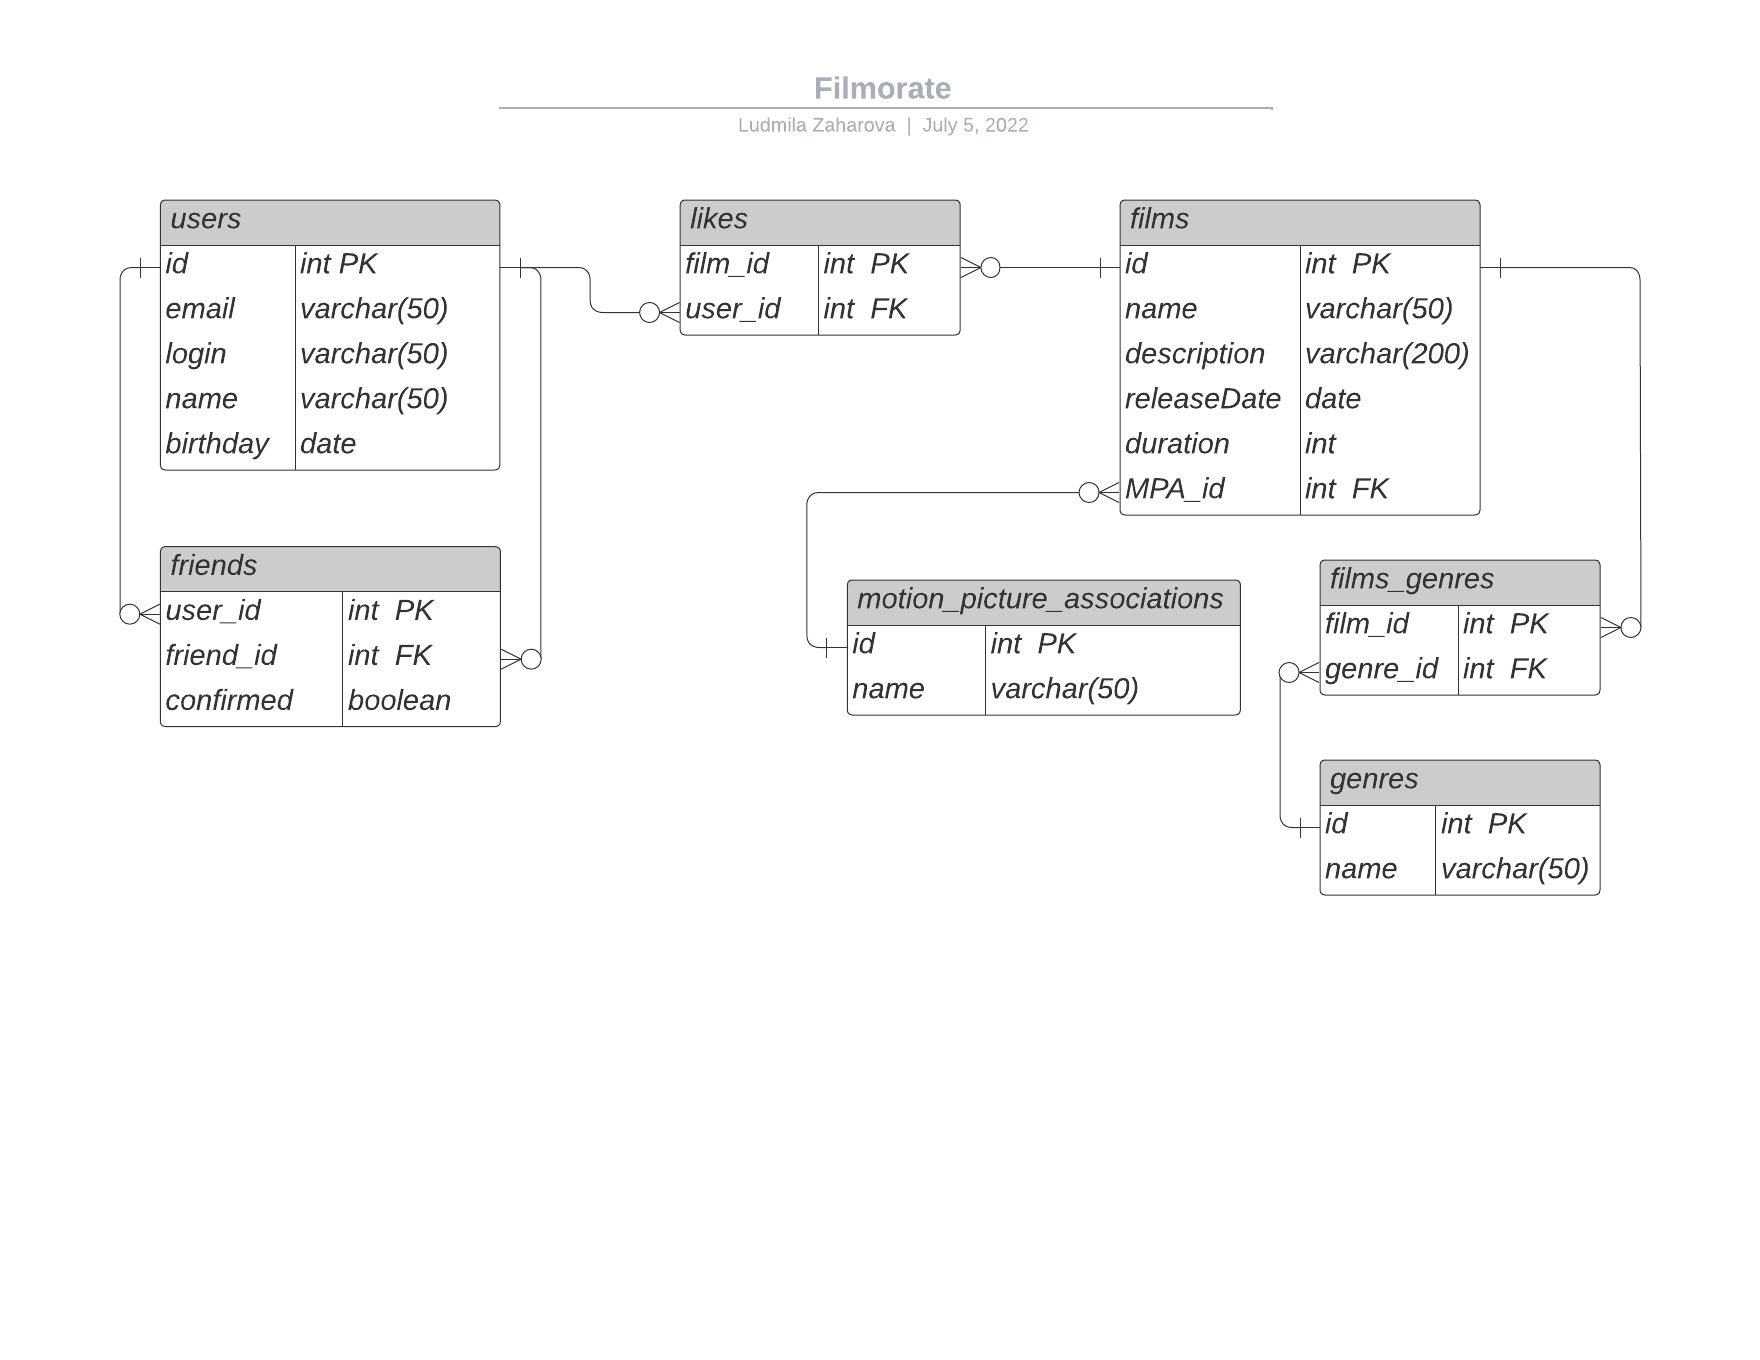 Filmorate
Ludmila Zaharova | July 5, 2022
users
id int PK
email varchar(50)
login varchar(50)
name varchar(50)
birthday date
likes
film_id int PK
user_id int FK
films
id int PK
name varchar(50)
description varchar(200)
releaseDate date
duration int
MPA_id int FK
friends
user_id int PK
friend_id int FK
confirmed boolean
motion_picture_associations
id int PK
name varchar(50)
films_genres
film_id int PK
genre_id int FK
genres
id int PK
name varchar(50)